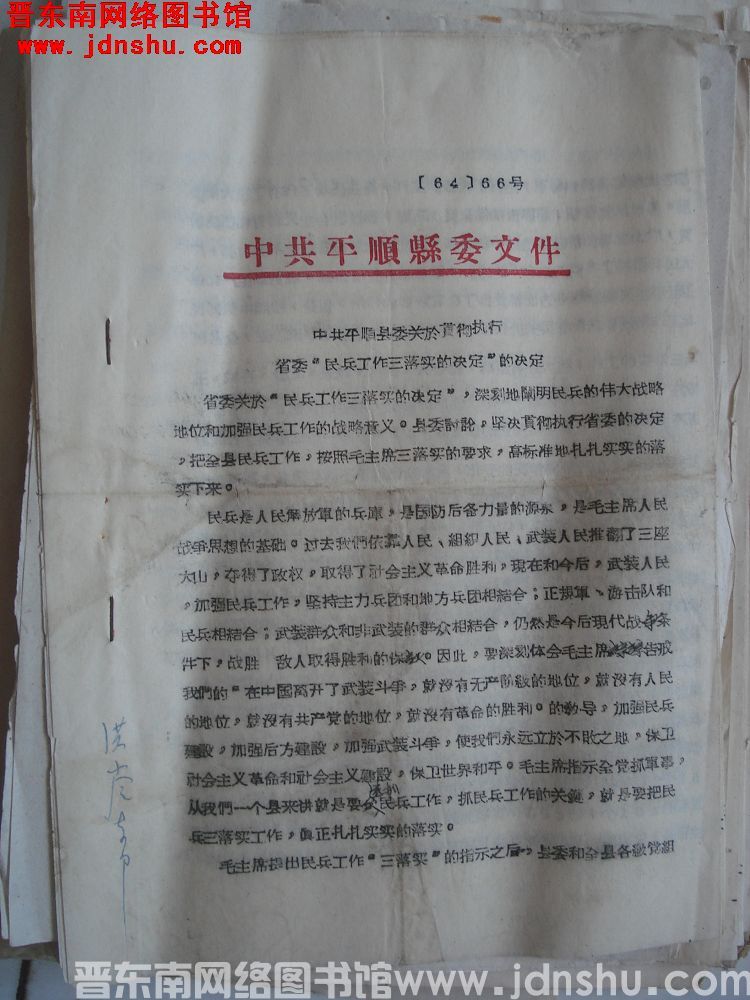 晋东南网络图书馆
www.jdnshu.com
〔64〕66号
中共平順縣委文件
中共平順县委关於貫彻执行
省委“民兵工作三落实的决定”的决定
省委关於“民兵工作三落实的决定”，深刻地闡明民兵的伟大战略
地位和加强民兵工作的战略意义。县委討論，坚决貫彻执行省委的决定
，把全县民兵工作，按照毛主席三落实的要求，高标准地扎扎实实的落
实下来。
民兵是人民解放軍的兵庫，是国防后备力量的源泉，是毛主席人民
战争思想的基础。过去我們依靠人民、組織人民、武装人民推翻了三座
大山，夺得了政权，取得了社会主义革命胜利，現在和今后，武装人民
，加强民兵工作，坚持主力兵团和地方兵团相結合；正規軍、游击队和
民兵相結合；武装群众和非武装的群众相結合，仍然是今后現代战争条
件下，战胜 敌人取得胜利的 。因此，要深刻体会毛主席 告訴
我們的“在中国离开了武装斗爭，就沒有无产阶級的地位，就沒有人民
的地位，就沒有共产党的地位，就沒有革命的胜利。的教导，加强民兵
建設，加强后方建設，加强武装斗爭，使我們永远立於不敗之地，保卫
社会主义革命和社会主义建設，保卫世界和平。毛主席指示全党抓軍事，
从我們一个县来讲就是要 民兵工作，抓民兵工作的关鍵，就是要把民
兵三落实工作，眞正扎扎实实的落实。
毛主席提出民兵工作“三落实”的指示之后，县委和全县各級党組
晋东南网络图书馆www.jdnshu.com